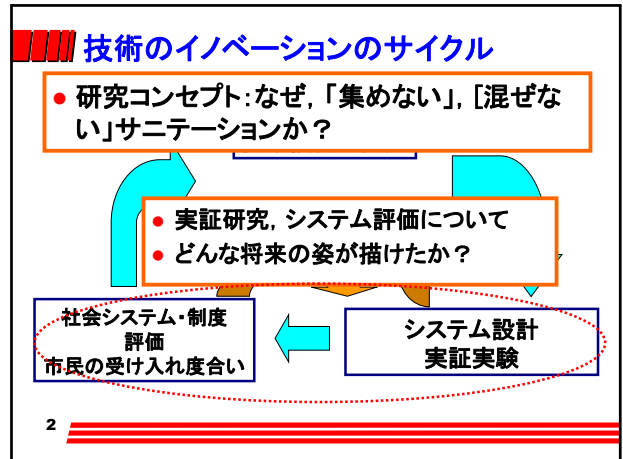 技術のイノベーションのサイクル
● 研究コンセプト：なぜ，「集めない」，[混ぜな
い」サニテーションか？
● 実証研究，システム評価について
● どんな将来の姿が描けたか？
社会システム・制度
評価
市民の受け入れ度合い
システム設計
実証実験
2